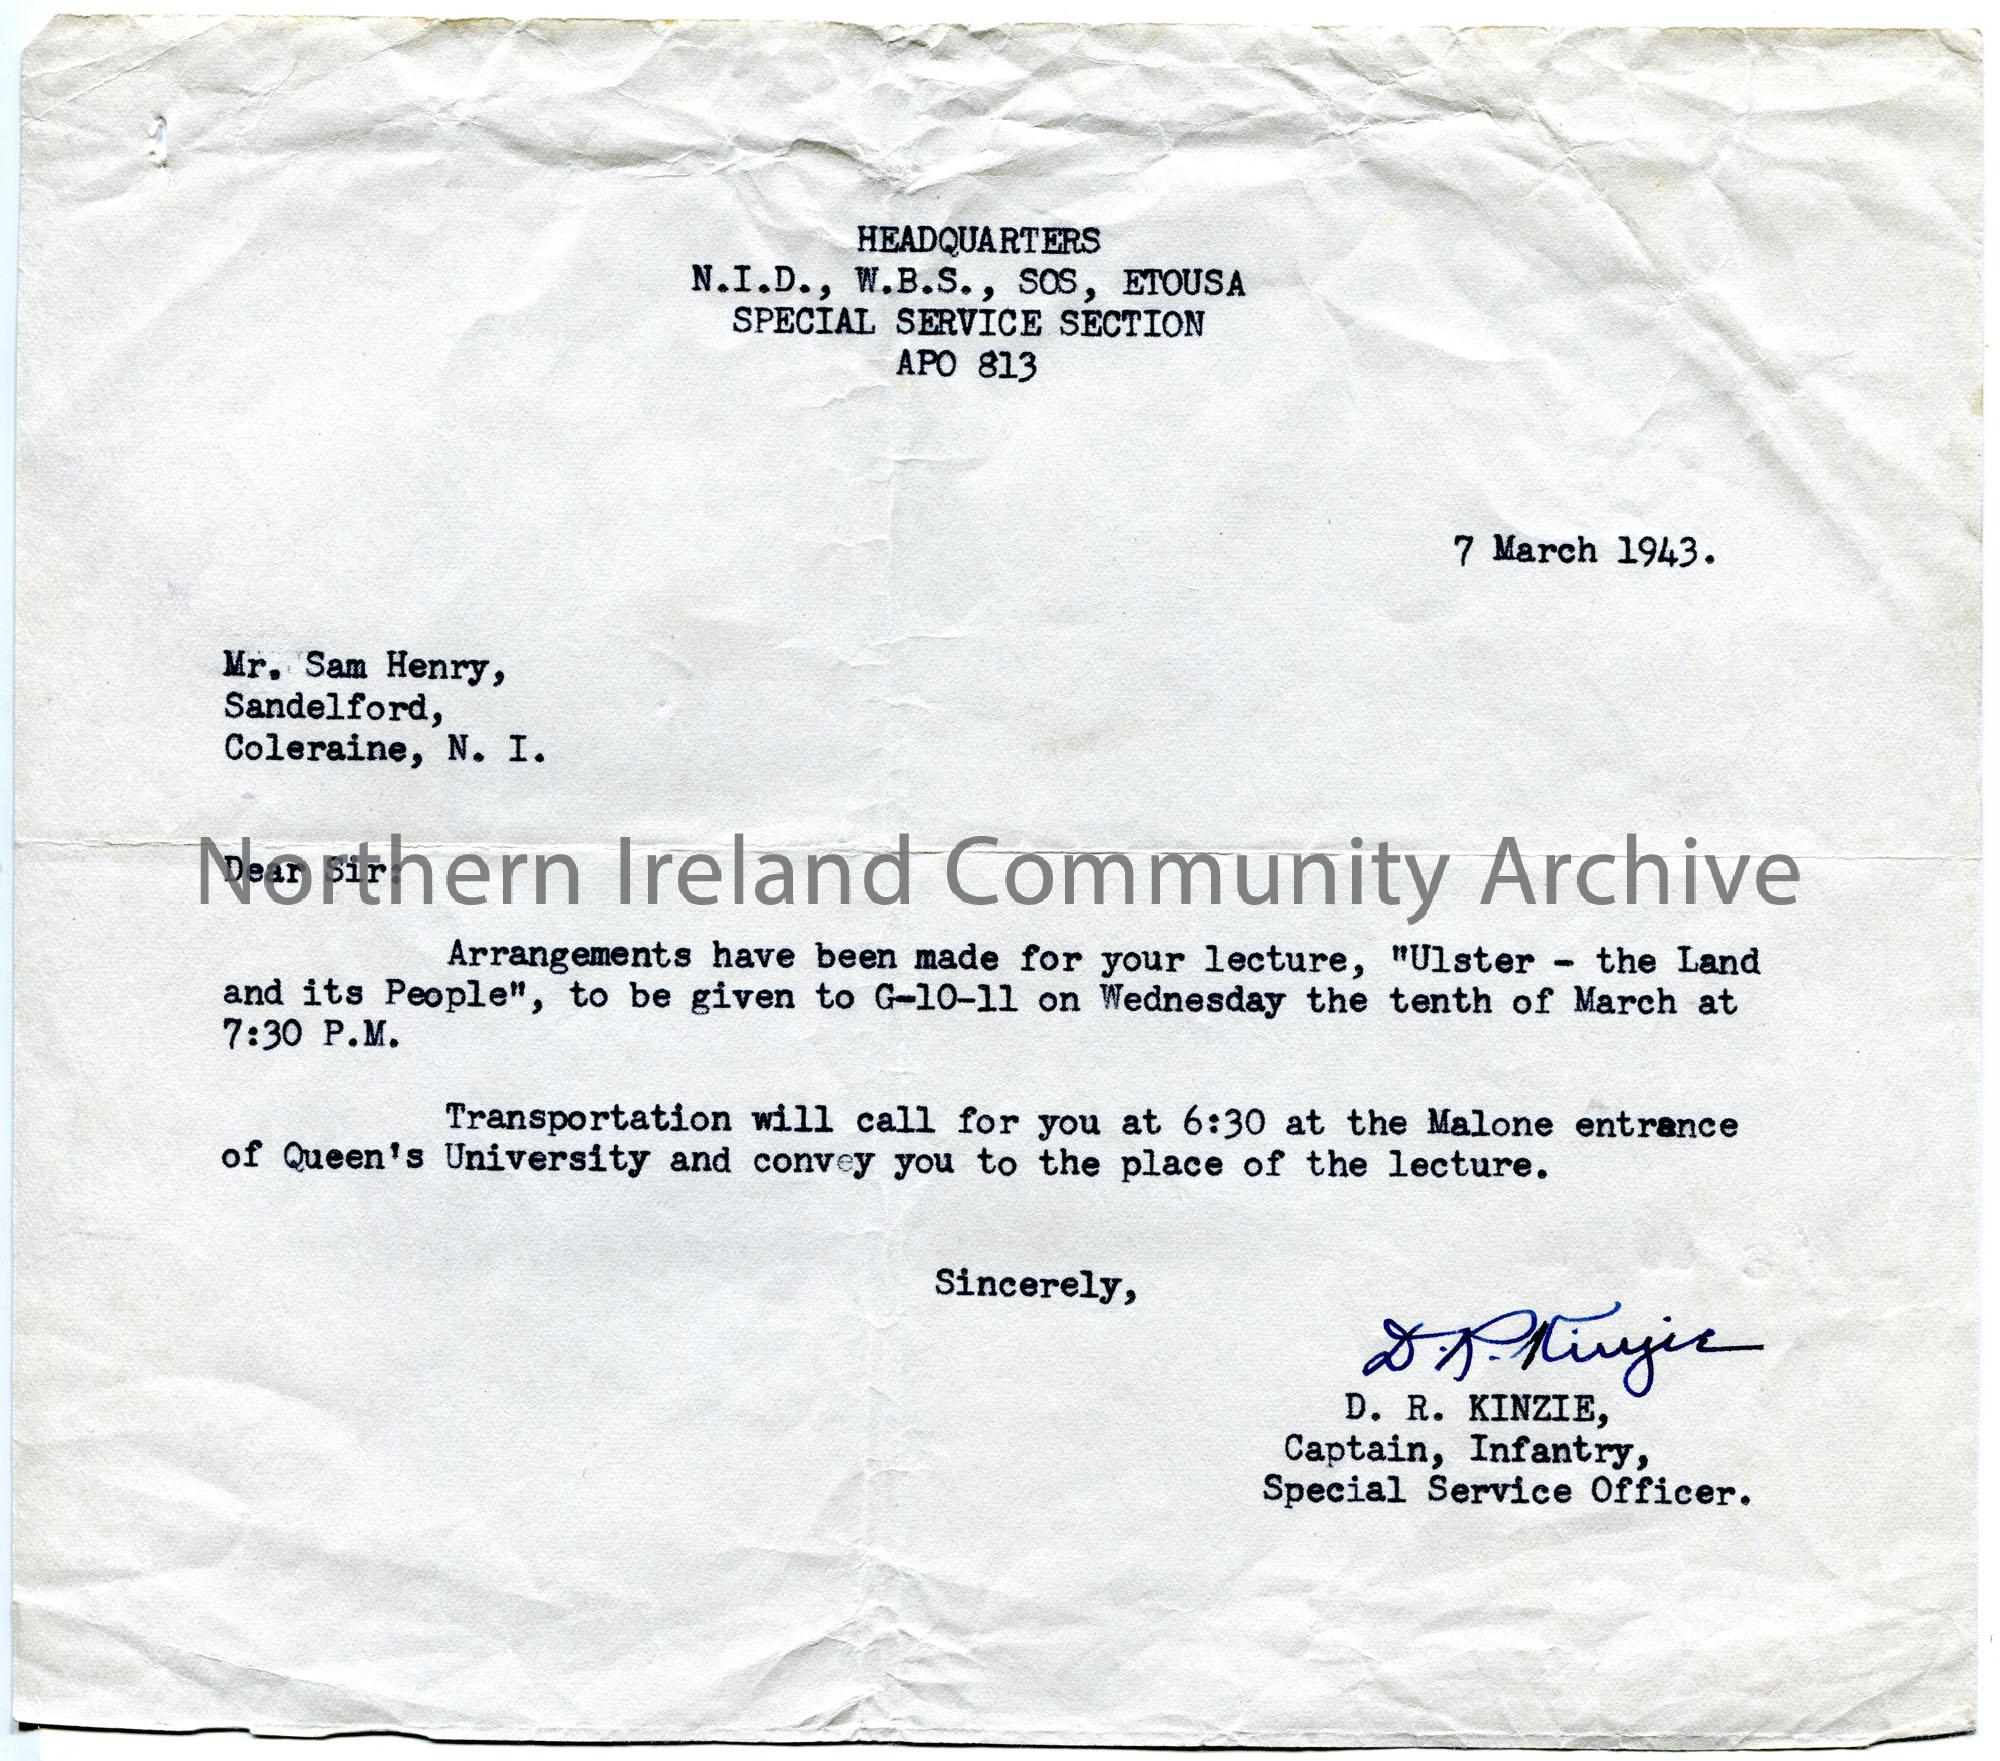 HEADQUARTERS
N.I.D., W.B.S., SOS, ETOUSA
SPECIAL SERVICE SECTION
APO 813
7 March 1943.
Mr. Sam Henry,
Sandelford,
Coleraine, N. I.
Dear Sir:
Northern Ireland Community Archive
Arrangements have been made for your lecture, "Ulster - the Land
and its People", to be given to G-10-11 on Wednesday the tenth of March at
7:30 P.M.
Transportation will call for you at 6:30 at the Malone entrance
of Queen's University and convey you to the place of the lecture.
Sincerely,
D. R. Kinzie
D. R. KINZIE,
Captain, Infantry,
Special Service Officer.